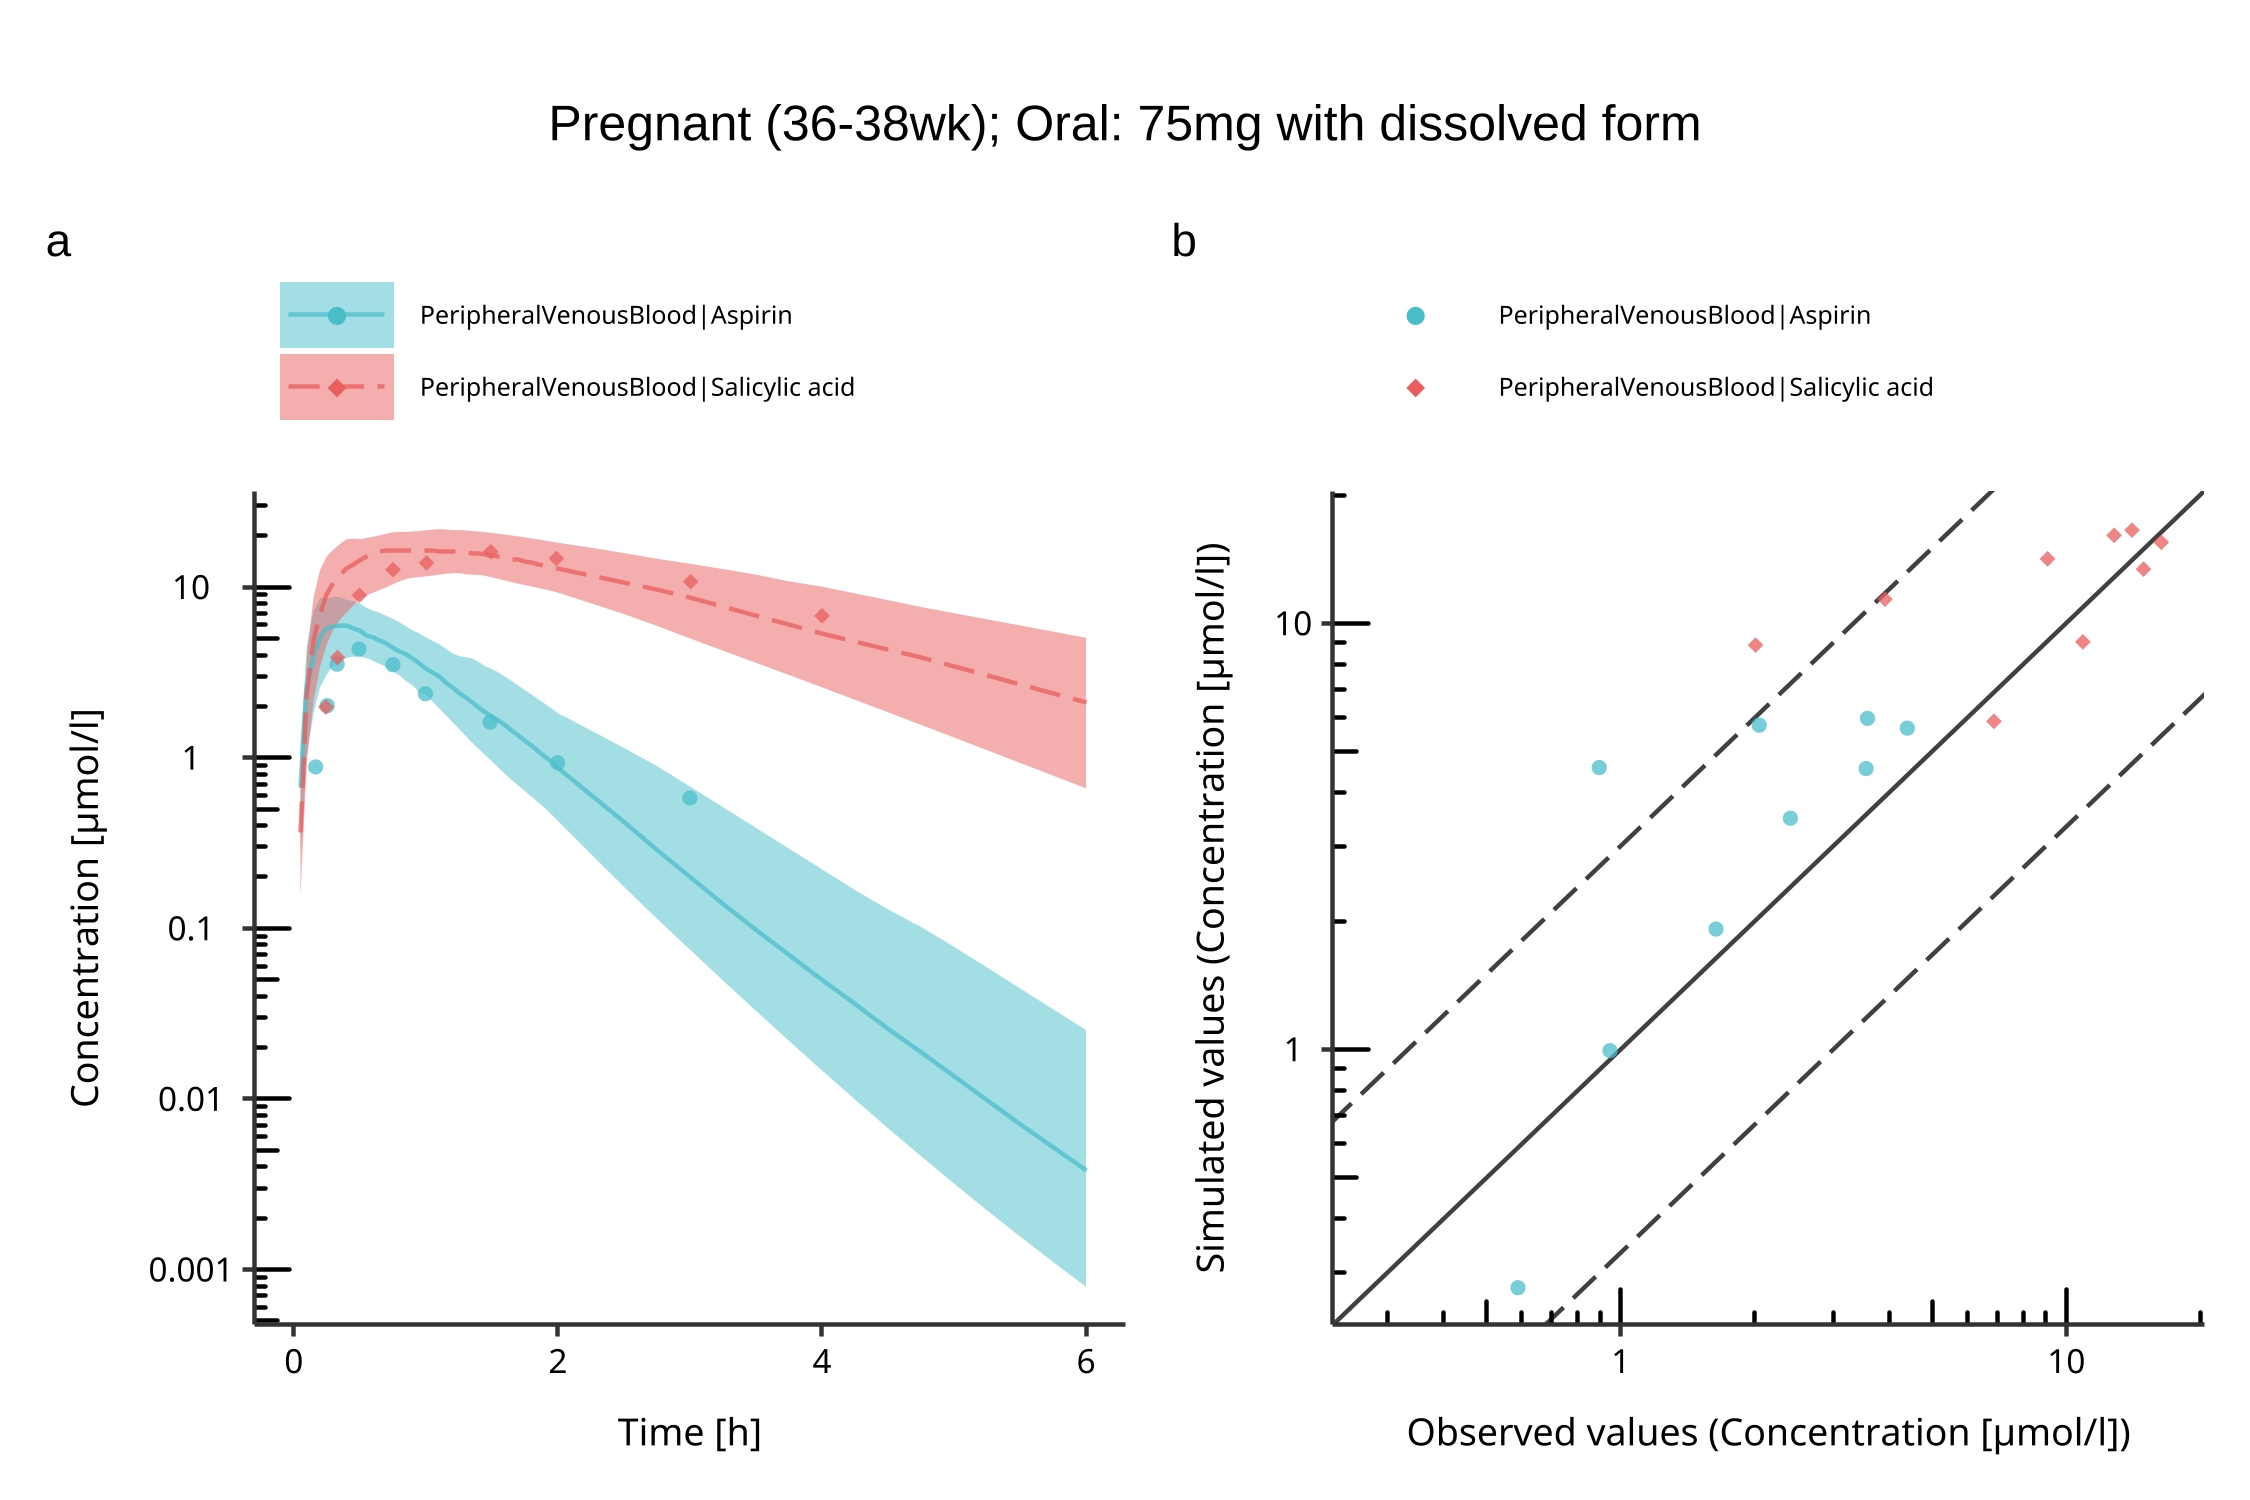 Pregnant (36-38wk); Oral: 75mg with dissolved form
a
PeripheralVenousBlood|Aspirin
PeripheralVenousBlood|Salicylic acid
Concentration [µmol/l]
10
1
0.1
0.01
0.001
0
2
4
6
Time [h]
b
PeripheralVenousBlood|Aspirin
PeripheralVenousBlood|Salicylic acid
Simulated values (Concentration [µmol/l])
10
1
1
10
Observed values (Concentration [µmol/l])